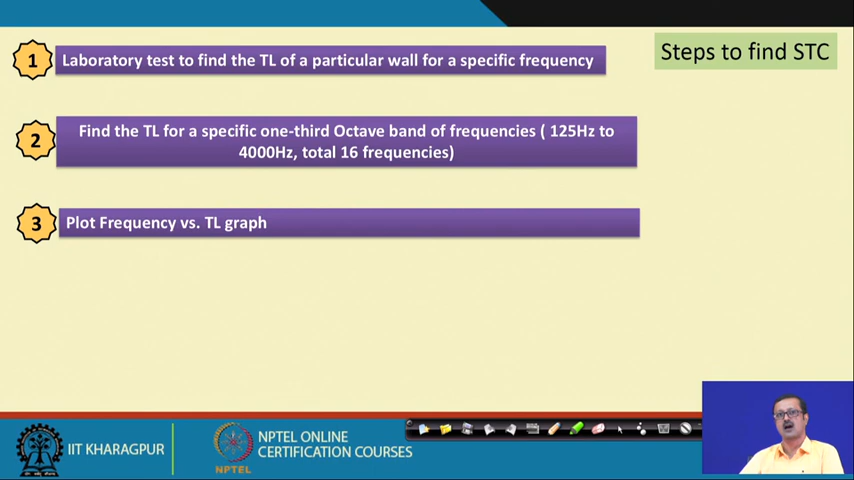 Steps to find STC
1 Laboratory test to find the TL of a particular wall for a specific frequency
2 Find the TL for a specific one-third Octave band of frequencies ( 125Hz to
4000Hz, total 16 frequencies)
3 Plot Frequency vs. TL graph
IIT KHARAGPUR
NPTEL
NPTEL ONLINE
CERTIFICATION COURSES